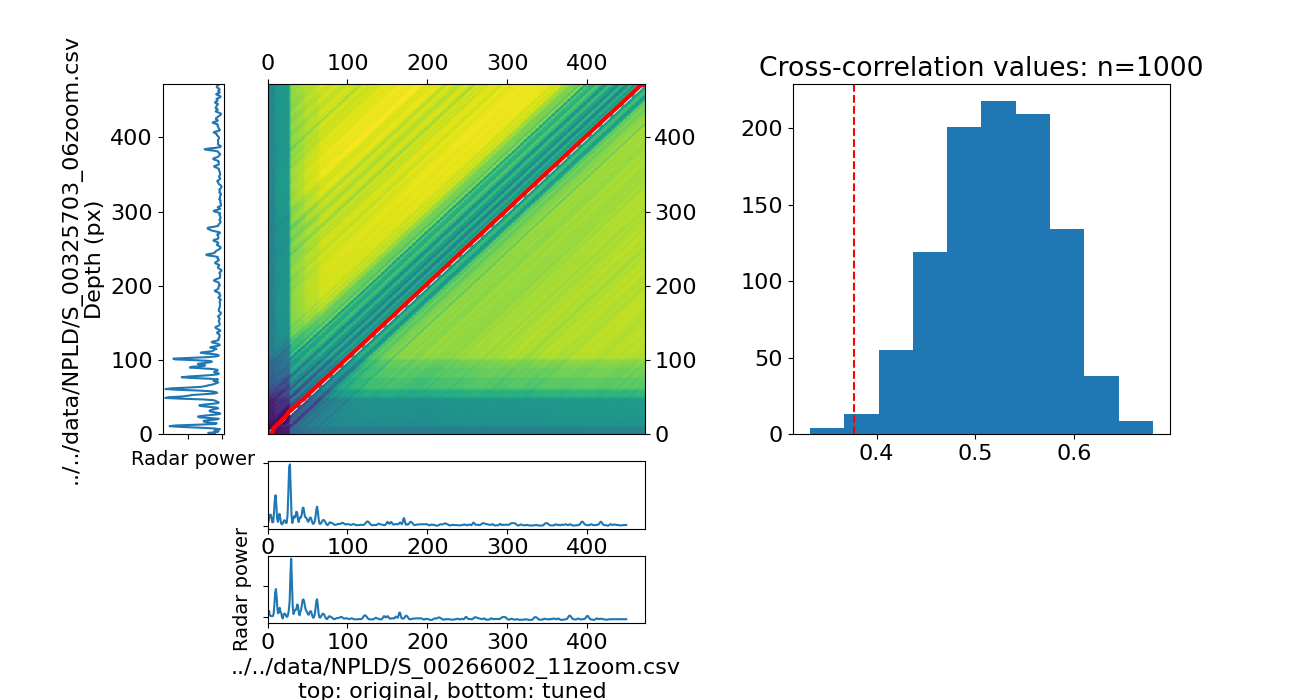 Cross-correlation values: n=1000
0 100 200 300 400
../../data/NPLD/S_00325703_06zoom.csv
Depth (px)
400
300
200
100
0
Radar power
400
300
200
100
0
200
150
100
50
0
0.4 0.5 0.6
0 100 200 300 400
Radar power
0 100 200 300 400
../../data/NPLD/S_00266002_11zoom.csv
top: original, bottom: tuned